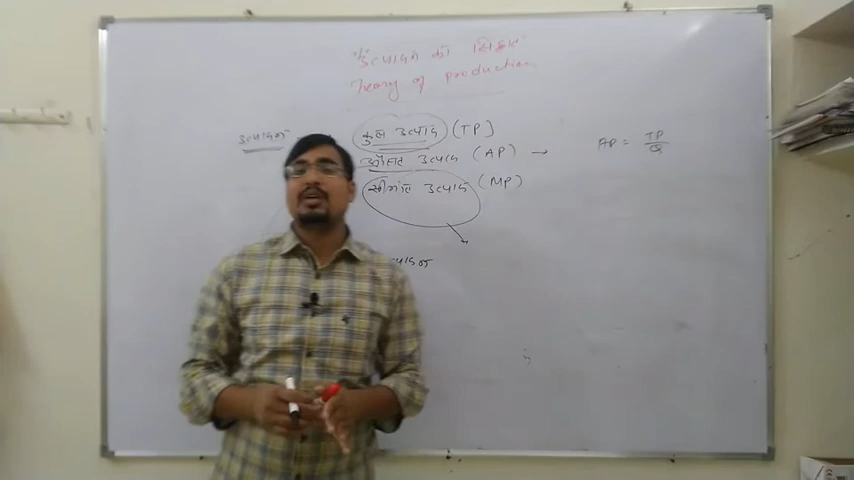 उत्पादन का सिद्धांत
Theory of production
उत्पादन
कुल उत्पाद (TP)
औसत उत्पाद (AP) → AP = TP/Q
सीमांत उत्पाद (MP)